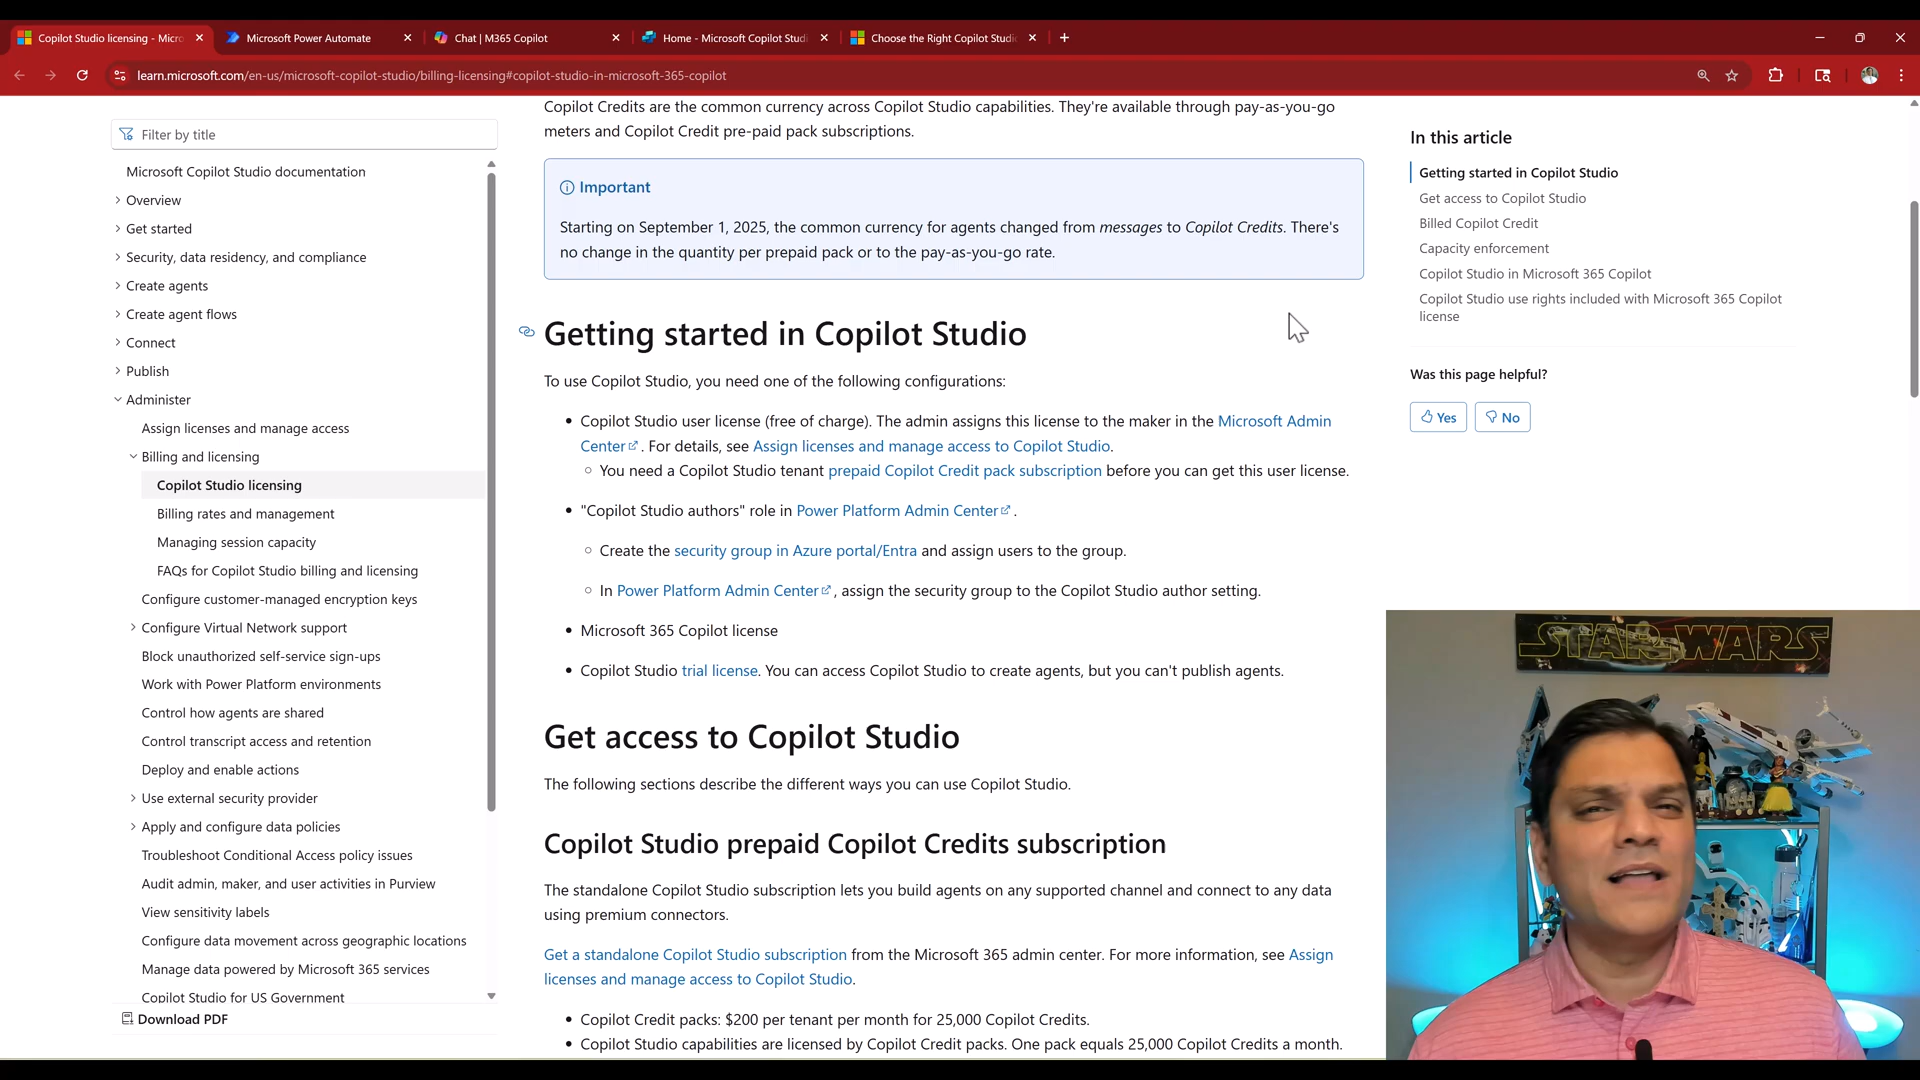 Copilot Studio licensing - Micro
Microsoft Power Automate
Chat | M365 Copilot
Home - Microsoft Copilot Studi
Choose the Right Copilot Studio
learn.microsoft.com/en-us/microsoft-copilot-studio/billing-licensing#copilot-studio-in-microsoft-365-copilot
Filter by title
Microsoft Copilot Studio documentation
Overview
Get started
Security, data residency, and compliance
Create agents
Create agent flows
Connect
Publish
Administer
Assign licenses and manage access
Billing and licensing
Copilot Studio licensing
Billing rates and management
Managing session capacity
FAQs for Copilot Studio billing and licensing
Configure customer-managed encryption keys
Configure Virtual Network support
Block unauthorized self-service sign-ups
Work with Power Platform environments
Control how agents are shared
Control transcript access and retention
Deploy and enable actions
Use external security provider
Apply and configure data policies
Troubleshoot Conditional Access policy issues
Audit admin, maker, and user activities in Purview
View sensitivity labels
Configure data movement across geographic locations
Manage data powered by Microsoft 365 services
Copilot Studio for US Government
Download PDF
Copilot Credits are the common currency across Copilot Studio capabilities. They're available through pay-as-you-go
meters and Copilot Credit pre-paid pack subscriptions.
Important
Starting on September 1, 2025, the common currency for agents changed from messages to Copilot Credits. There's
no change in the quantity per prepaid pack or to the pay-as-you-go rate.
Getting started in Copilot Studio
To use Copilot Studio, you need one of the following configurations:
• Copilot Studio user license (free of charge). The admin assigns this license to the maker in the Microsoft Admin
Center. For details, see Assign licenses and manage access to Copilot Studio.
○ You need a Copilot Studio tenant prepaid Copilot Credit pack subscription before you can get this user license.
• "Copilot Studio authors" role in Power Platform Admin Center.
○ Create the security group in Azure portal/Entra and assign users to the group.
○ In Power Platform Admin Center, assign the security group to the Copilot Studio author setting.
• Microsoft 365 Copilot license
• Copilot Studio trial license. You can access Copilot Studio to create agents, but you can't publish agents.
Get access to Copilot Studio
The following sections describe the different ways you can use Copilot Studio.
Copilot Studio prepaid Copilot Credits subscription
The standalone Copilot Studio subscription lets you build agents on any supported channel and connect to any data
using premium connectors.
Get a standalone Copilot Studio subscription from the Microsoft 365 admin center. For more information, see Assign
licenses and manage access to Copilot Studio.
• Copilot Credit packs: $200 per tenant per month for 25,000 Copilot Credits.
• Copilot Studio capabilities are licensed by Copilot Credit packs. One pack equals 25,000 Copilot Credits a month.
In this article
Getting started in Copilot Studio
Get access to Copilot Studio
Billed Copilot Credit
Capacity enforcement
Copilot Studio in Microsoft 365 Copilot
Copilot Studio use rights included with Microsoft 365 Copilot
license
Was this page helpful?
Yes
No
STAR WARS